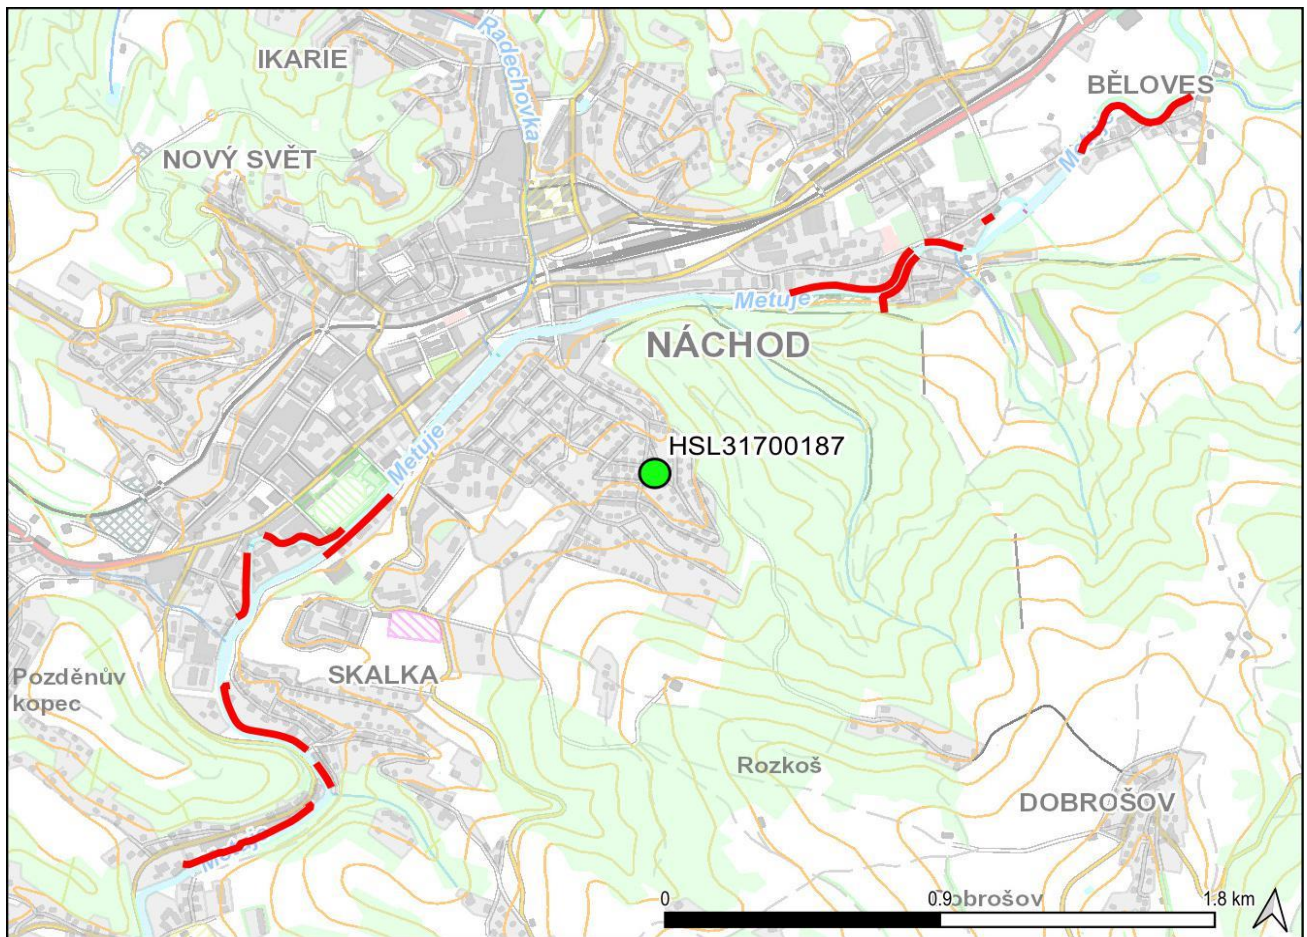 IKARIE
Radechovka
BĚLOVES
NOVÝ SVĚT
Metuje
NÁCHOD
HSL31700187
Metuje
Pozděnův
kopec
SKALKA
Rozkoš
DOBROŠOV
0
0.9
1.8 km